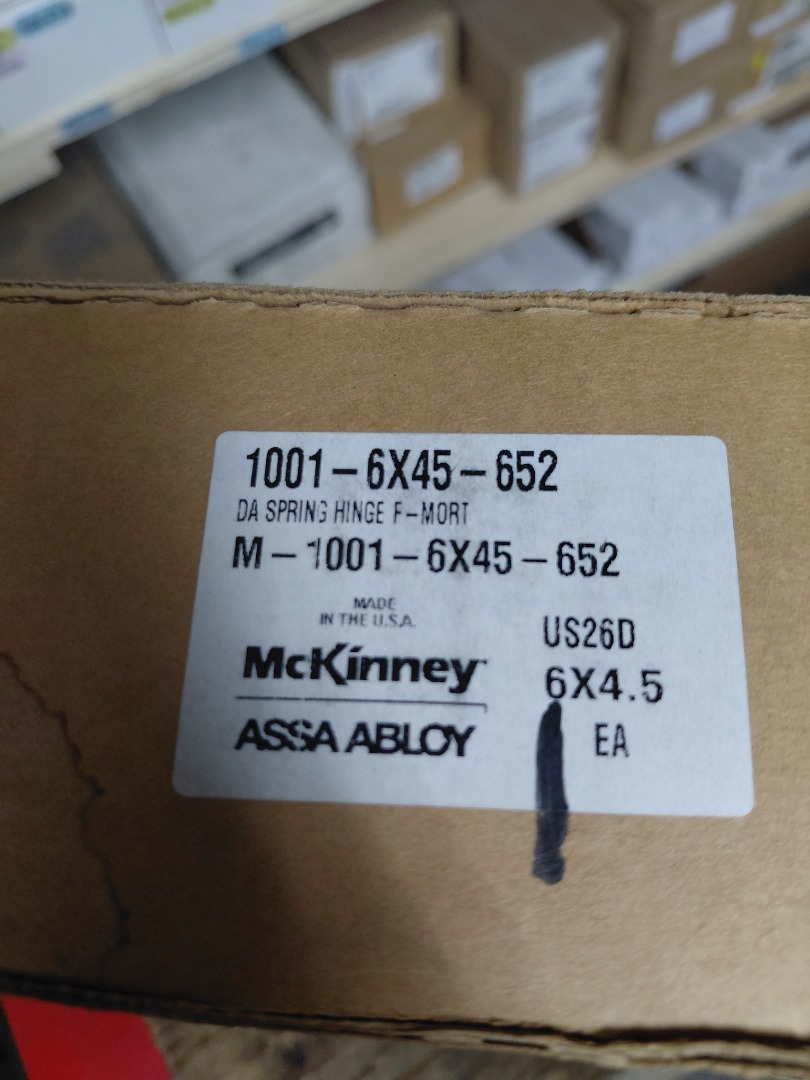 1001-6X45-652
DA SPRING HINGE F-MORT
M-1001-6X45-652
MADE
IN THE U.S.A.
US26D
McKinney
6X4.5
ASSA ABLOY
EA